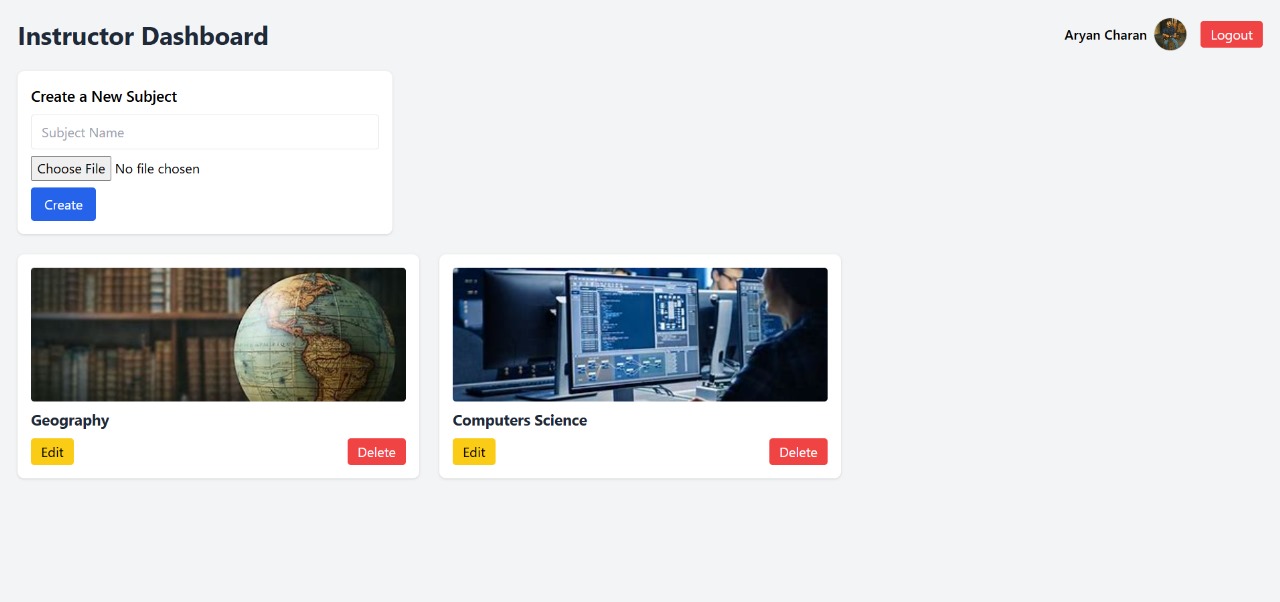 Instructor Dashboard
Aryan Charan
Logout
Create a New Subject
Subject Name
Choose File No file chosen
Create
Geography
Edit
Delete
Computers Science
Edit
Delete